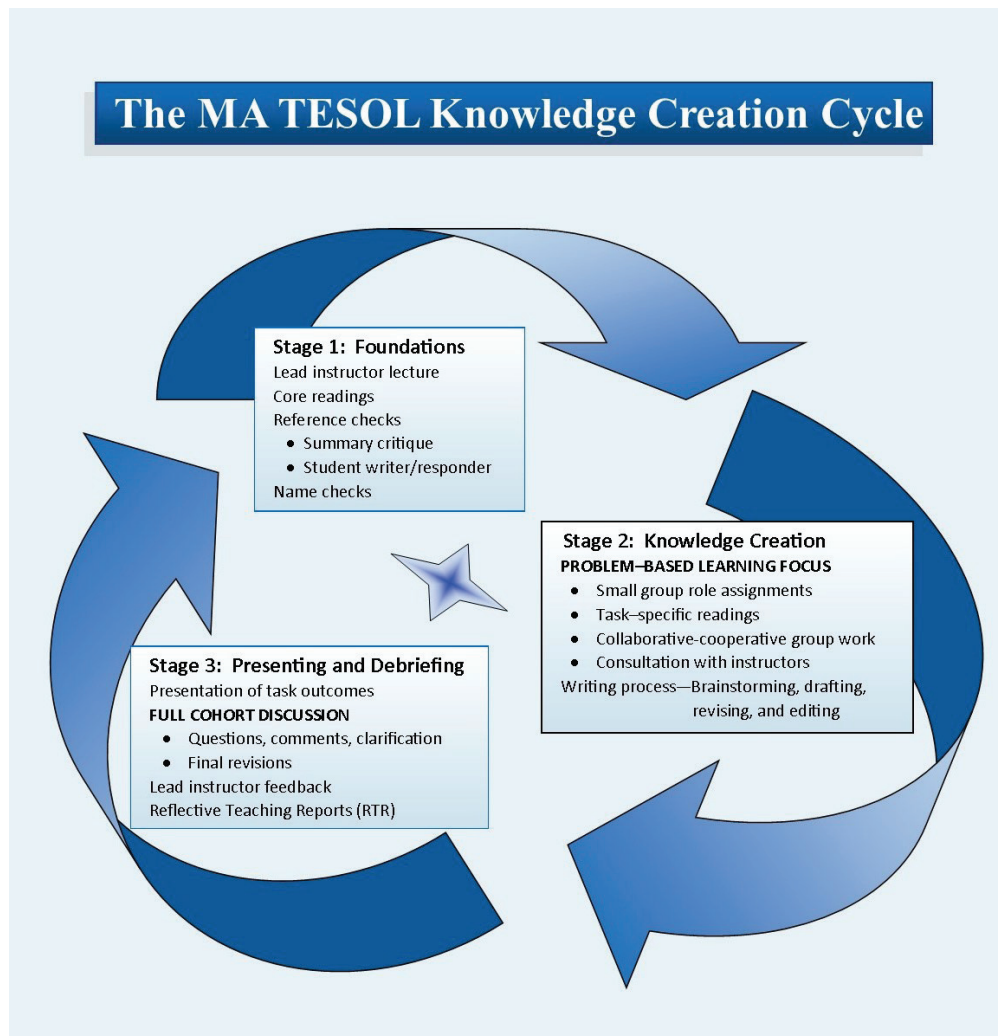 The MA TESOL Knowledge Creation Cycle
Stage 1: Foundations
Lead instructor lecture
Core readings
Reference checks
• Summary critique
• Student writer/responder
Name checks
Stage 2: Knowledge Creation
PROBLEM–BASED LEARNING FOCUS
• Small group role assignments
• Task–specific readings
• Collaborative-cooperative group work
• Consultation with instructors
Writing process—Brainstorming, drafting,
revising, and editing
Stage 3: Presenting and Debriefing
Presentation of task outcomes
FULL COHORT DISCUSSION
• Questions, comments, clarification
• Final revisions
Lead instructor feedback
Reflective Teaching Reports (RTR)